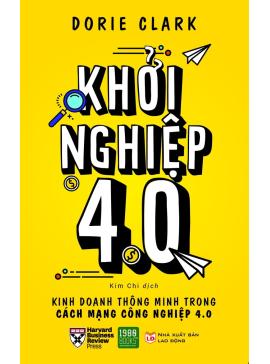 DORIE CLARK
KHỞI
NGHIỆP
4.0
Kim Chi dịch
KINH DOANH THÔNG MINH TRONG
CÁCH MẠNG CÔNG NGHIỆP 4.0
Harvard
Business
Review
Press
1980
BOOKS
LĐ
NHÀ XUẤT BẢN
LAO ĐỘNG